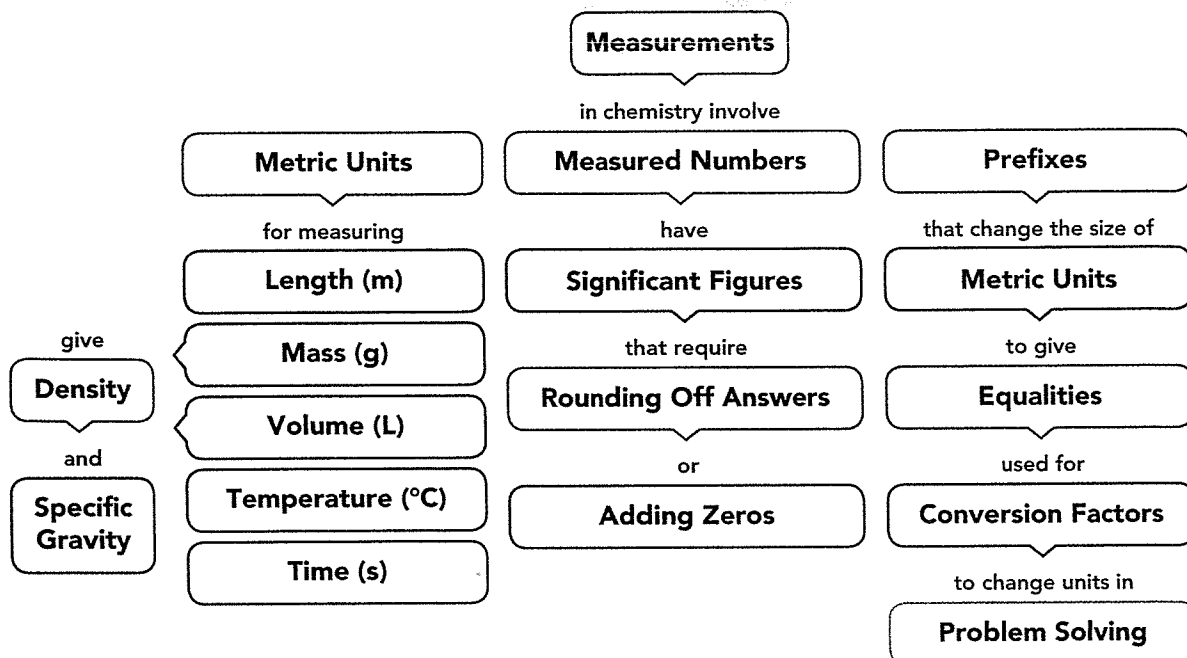 Measurements
in chemistry involve
Metric Units
for measuring
Length (m)
Mass (g)
Volume (L)
Temperature (°C)
Time (s)
give
Density
and
Specific
Gravity
Measured Numbers
have
Significant Figures
that require
Rounding Off Answers
or
Adding Zeros
Prefixes
that change the size of
Metric Units
to give
Equalities
used for
Conversion Factors
to change units in
Problem Solving